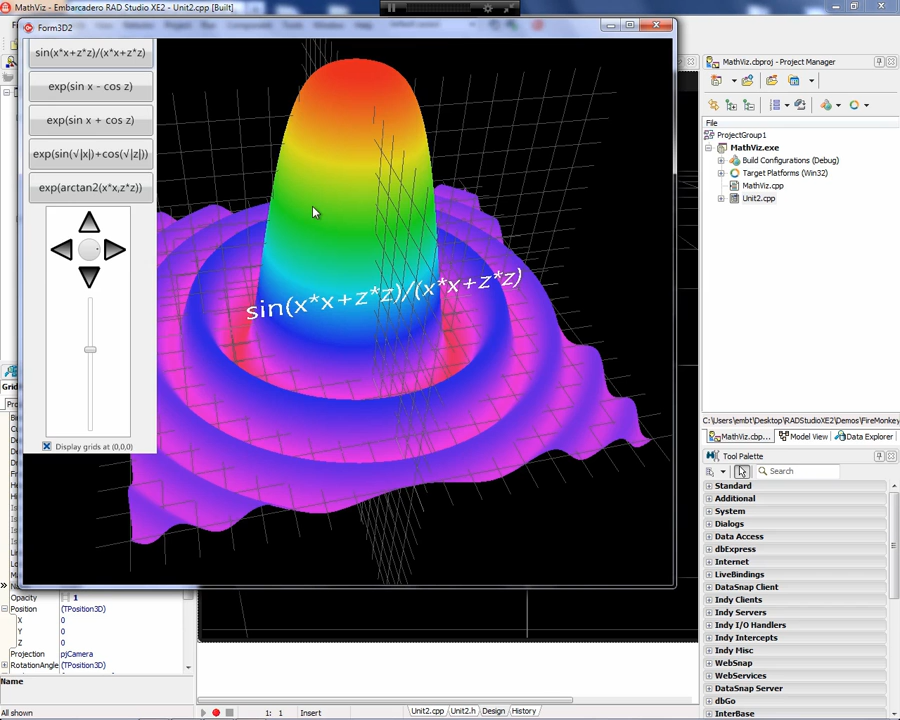 MathViz - Embarcadero RAD Studio XE2 - Unit2.cpp [Built]
Form3D2
sin(x*x+z*z)/(x*x+z*z)
exp(sin x - cos z)
exp(sin x + cos z)
exp(sin(√|x|)+cos(√|z|))
exp(arctan2(x*x,z*z))
Display grids at (0,0,0)
sin(x*x+z*z)/(x*x+z*z)
MathViz.cbproj - Project Manager
File
ProjectGroup1
MathViz.exe
Build Configurations (Debug)
Target Platforms (Win32)
MathViz.cpp
Unit2.cpp
C:\Users\embt\Desktop\RADStudioXE2\Demos\FireMonkey
MathViz.cb...
Model View
Data Explorer
Tool Palette
Search
Standard
Additional
System
Dialogs
Data Access
dbExpress
Internet
LiveBindings
DataSnap Client
Indy Clients
Indy Servers
Indy I/O Handlers
Indy Intercepts
Indy Misc
WebSnap
WebServices
DataSnap Server
dbGo
InterBase
Opacity 1
Position (TPosition3D)
X 0
Y 0
Z 0
Projection pjCamera
RotationAngle (TPosition3D)
Name
All shown
1: 1
Insert
Unit2.cpp
Unit2.h
Design
History